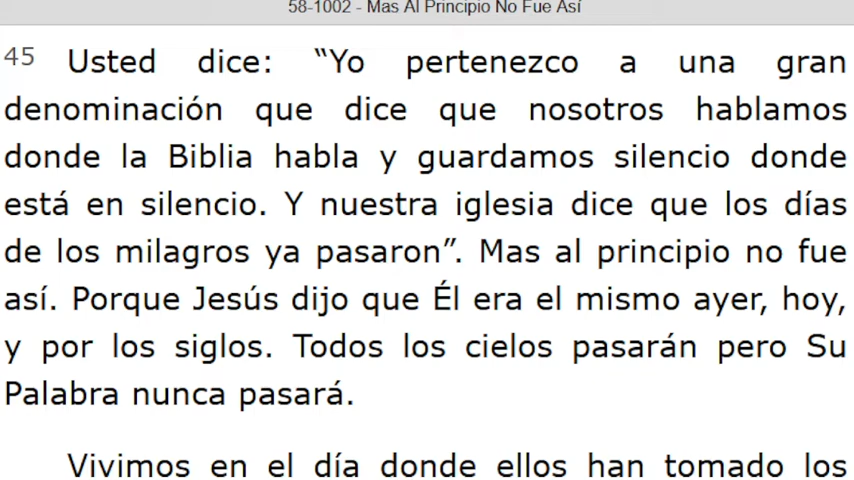 58-1002 - Mas Al Principio No Fue Así
45 Usted dice: “Yo pertenezco a una gran
denominación que dice que nosotros hablamos
donde la Biblia habla y guardamos silencio donde
está en silencio. Y nuestra iglesia dice que los días
de los milagros ya pasaron”. Mas al principio no fue
así. Porque Jesús dijo que Él era el mismo ayer, hoy,
y por los siglos. Todos los cielos pasarán pero Su
Palabra nunca pasará.
Vivimos en el día donde ellos han tomado los